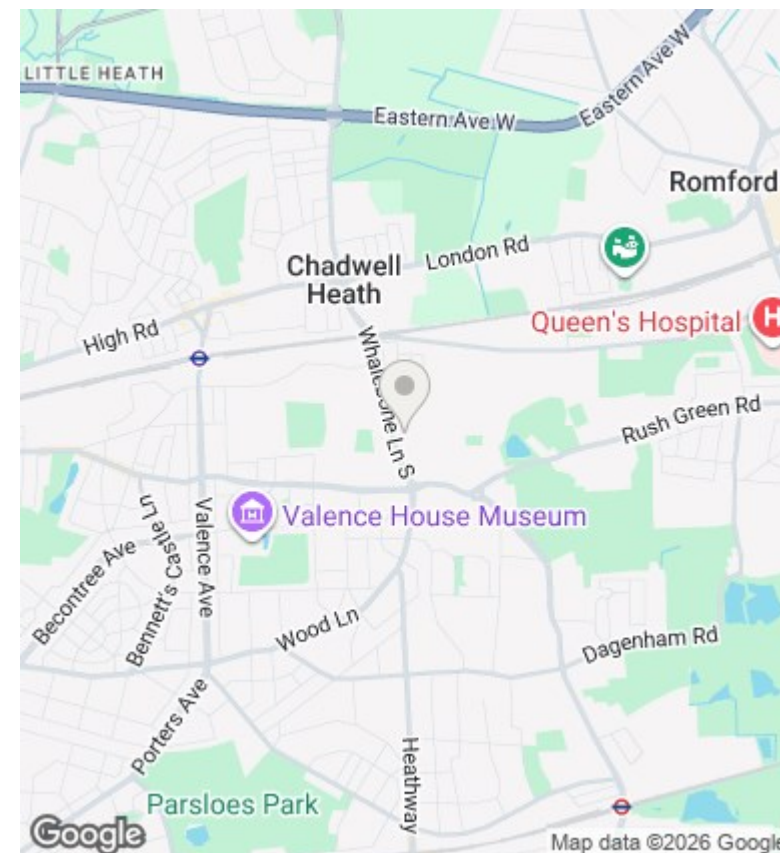 LITTLE HEATH
Eastern Ave W
Eastern Ave W
Romford
Chadwell
Heath
London Rd
High Rd
Queen's Hospital
H
Whalebone Ln S
Rush Green Rd
Valence House Museum
Becontree Ave
Bennett's Castle Ln
Valence Ave
Wood Ln
Dagenham Rd
Porters Ave
Heathway
Parsloes Park
Google
Map data ©2026 Google